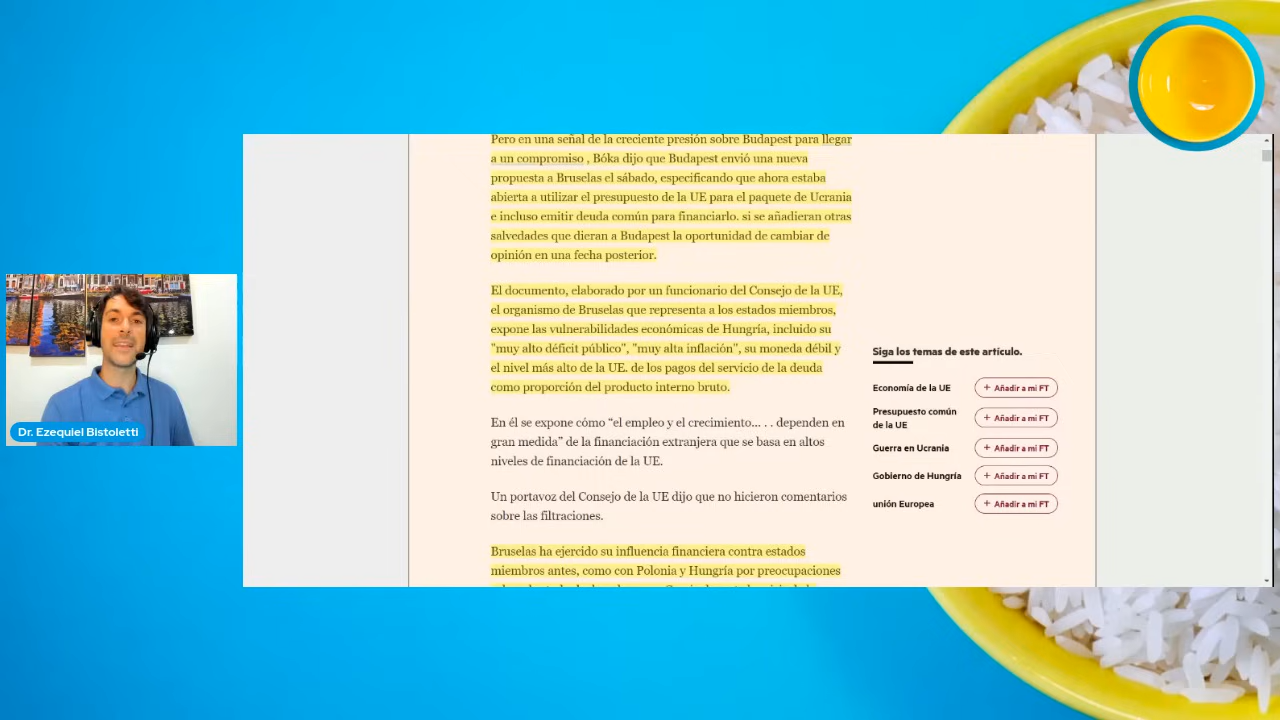 Pero en una señal de la creciente presión sobre Budapest para llegar
a un compromiso , Bóka dijo que Budapest envió una nueva
propuesta a Bruselas el sábado, especificando que ahora estaba
abierta a utilizar el presupuesto de la UE para el paquete de Ucrania
e incluso emitir deuda común para financiarlo. si se añadieran otras
salvedades que dieran a Budapest la oportunidad de cambiar de
opinión en una fecha posterior.
El documento, elaborado por un funcionario del Consejo de la UE,
el organismo de Bruselas que representa a los estados miembros,
expone las vulnerabilidades económicas de Hungría, incluido su
"muy alto déficit público", "muy alta inflación", su moneda débil y
el nivel más alto de la UE. de los pagos del servicio de la deuda
como proporción del producto interno bruto.
En él se expone cómo “el empleo y el crecimiento... . . dependen en
gran medida” de la financiación extranjera que se basa en altos
niveles de financiación de la UE.
Un portavoz del Consejo de la UE dijo que no hicieron comentarios
sobre las filtraciones.
Bruselas ha ejercido su influencia financiera contra estados
miembros antes, como con Polonia y Hungría por preocupaciones
Siga los temas de este artículo.
Economía de la UE
+ Añadir a mi FT
Presupuesto común
de la UE
+ Añadir a mi FT
Guerra en Ucrania
+ Añadir a mi FT
Gobierno de Hungría
+ Añadir a mi FT
unión Europea
+ Añadir a mi FT
Dr. Ezequiel Bistoletti